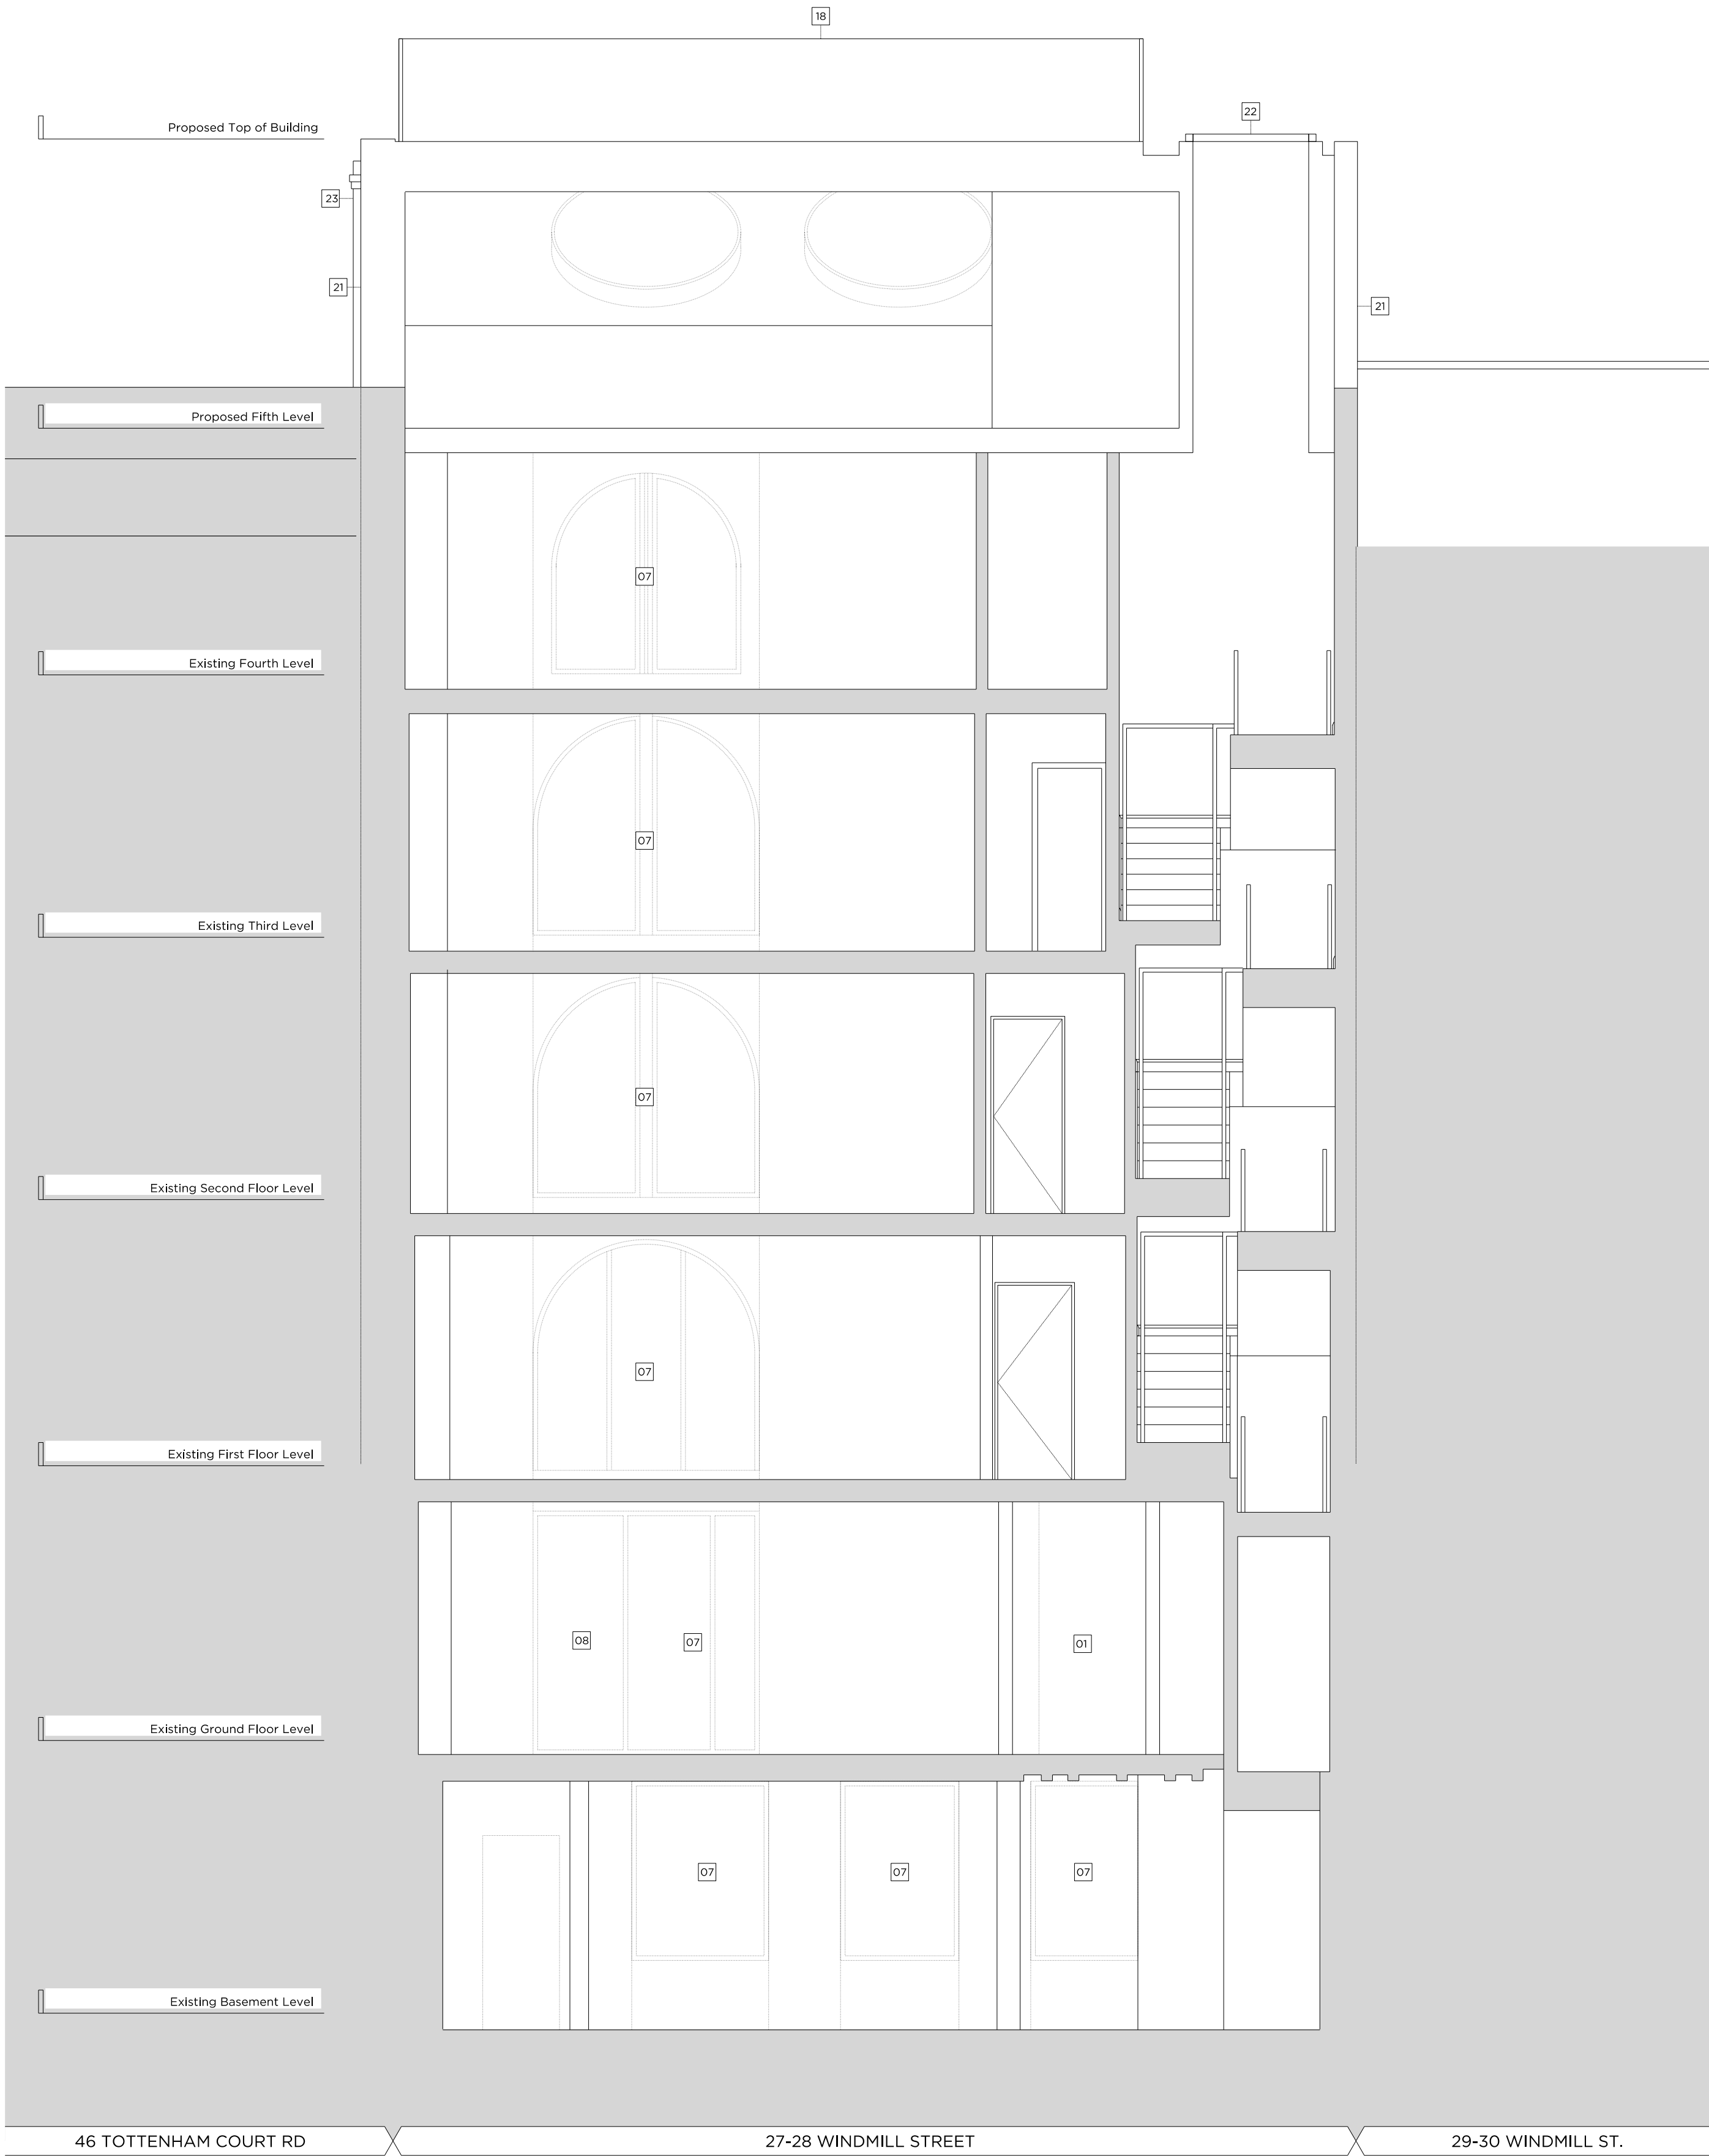 18
Proposed Top of Building
22
23
21
21
Proposed Fifth Level
07
Existing Fourth Level
07
Existing Third Level
07
Existing Second Floor Level
07
Existing First Floor Level
08
07
01
Existing Ground Floor Level
07
07
07
Existing Basement Level
46 TOTTENHAM COURT RD
27-28 WINDMILL STREET
29-30 WINDMILL ST.